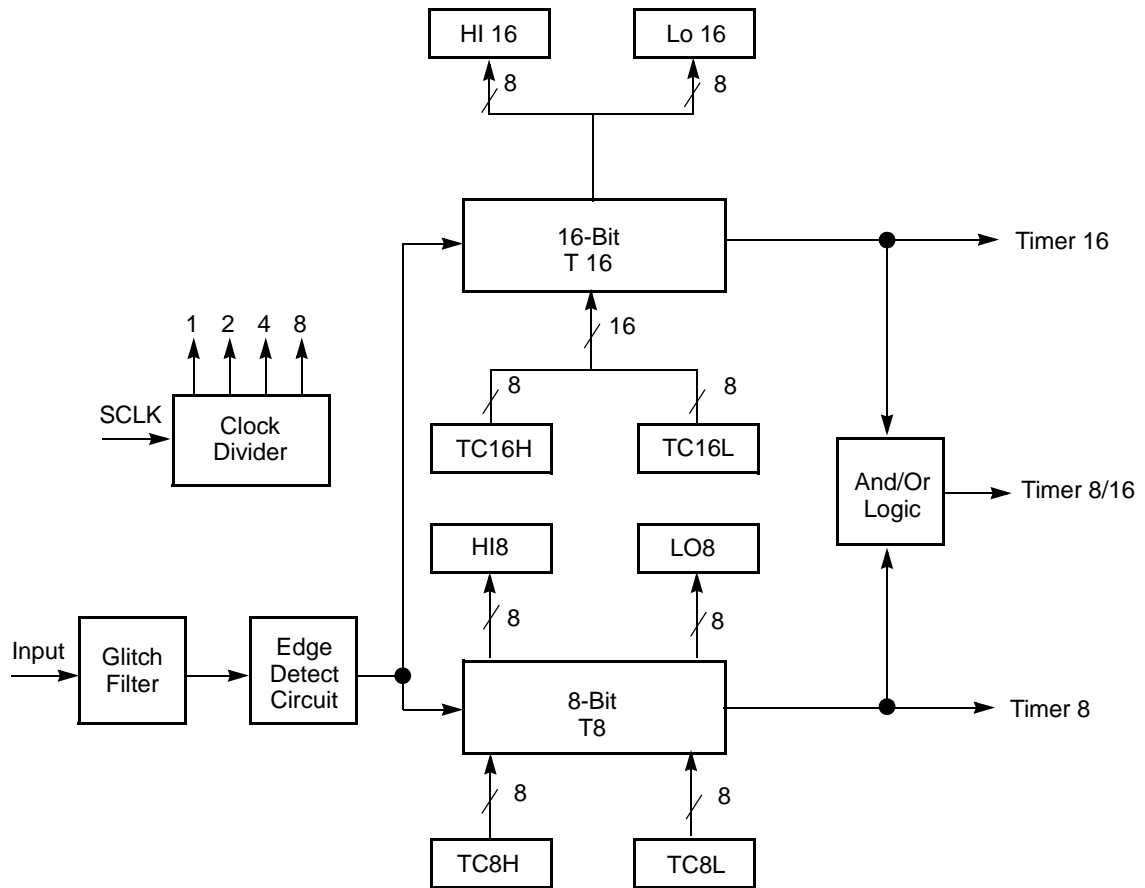 HI 16
Lo 16
8
8
16-Bit
T 16
Timer 16
1 2 4 8
16
SCLK
Clock
Divider
8
8
TC16H
TC16L
And/Or
Logic
Timer 8/16
HI8
LO8
8
8
Input
Glitch
Filter
Edge
Detect
Circuit
8-Bit
T8
Timer 8
8
8
TC8H
TC8L